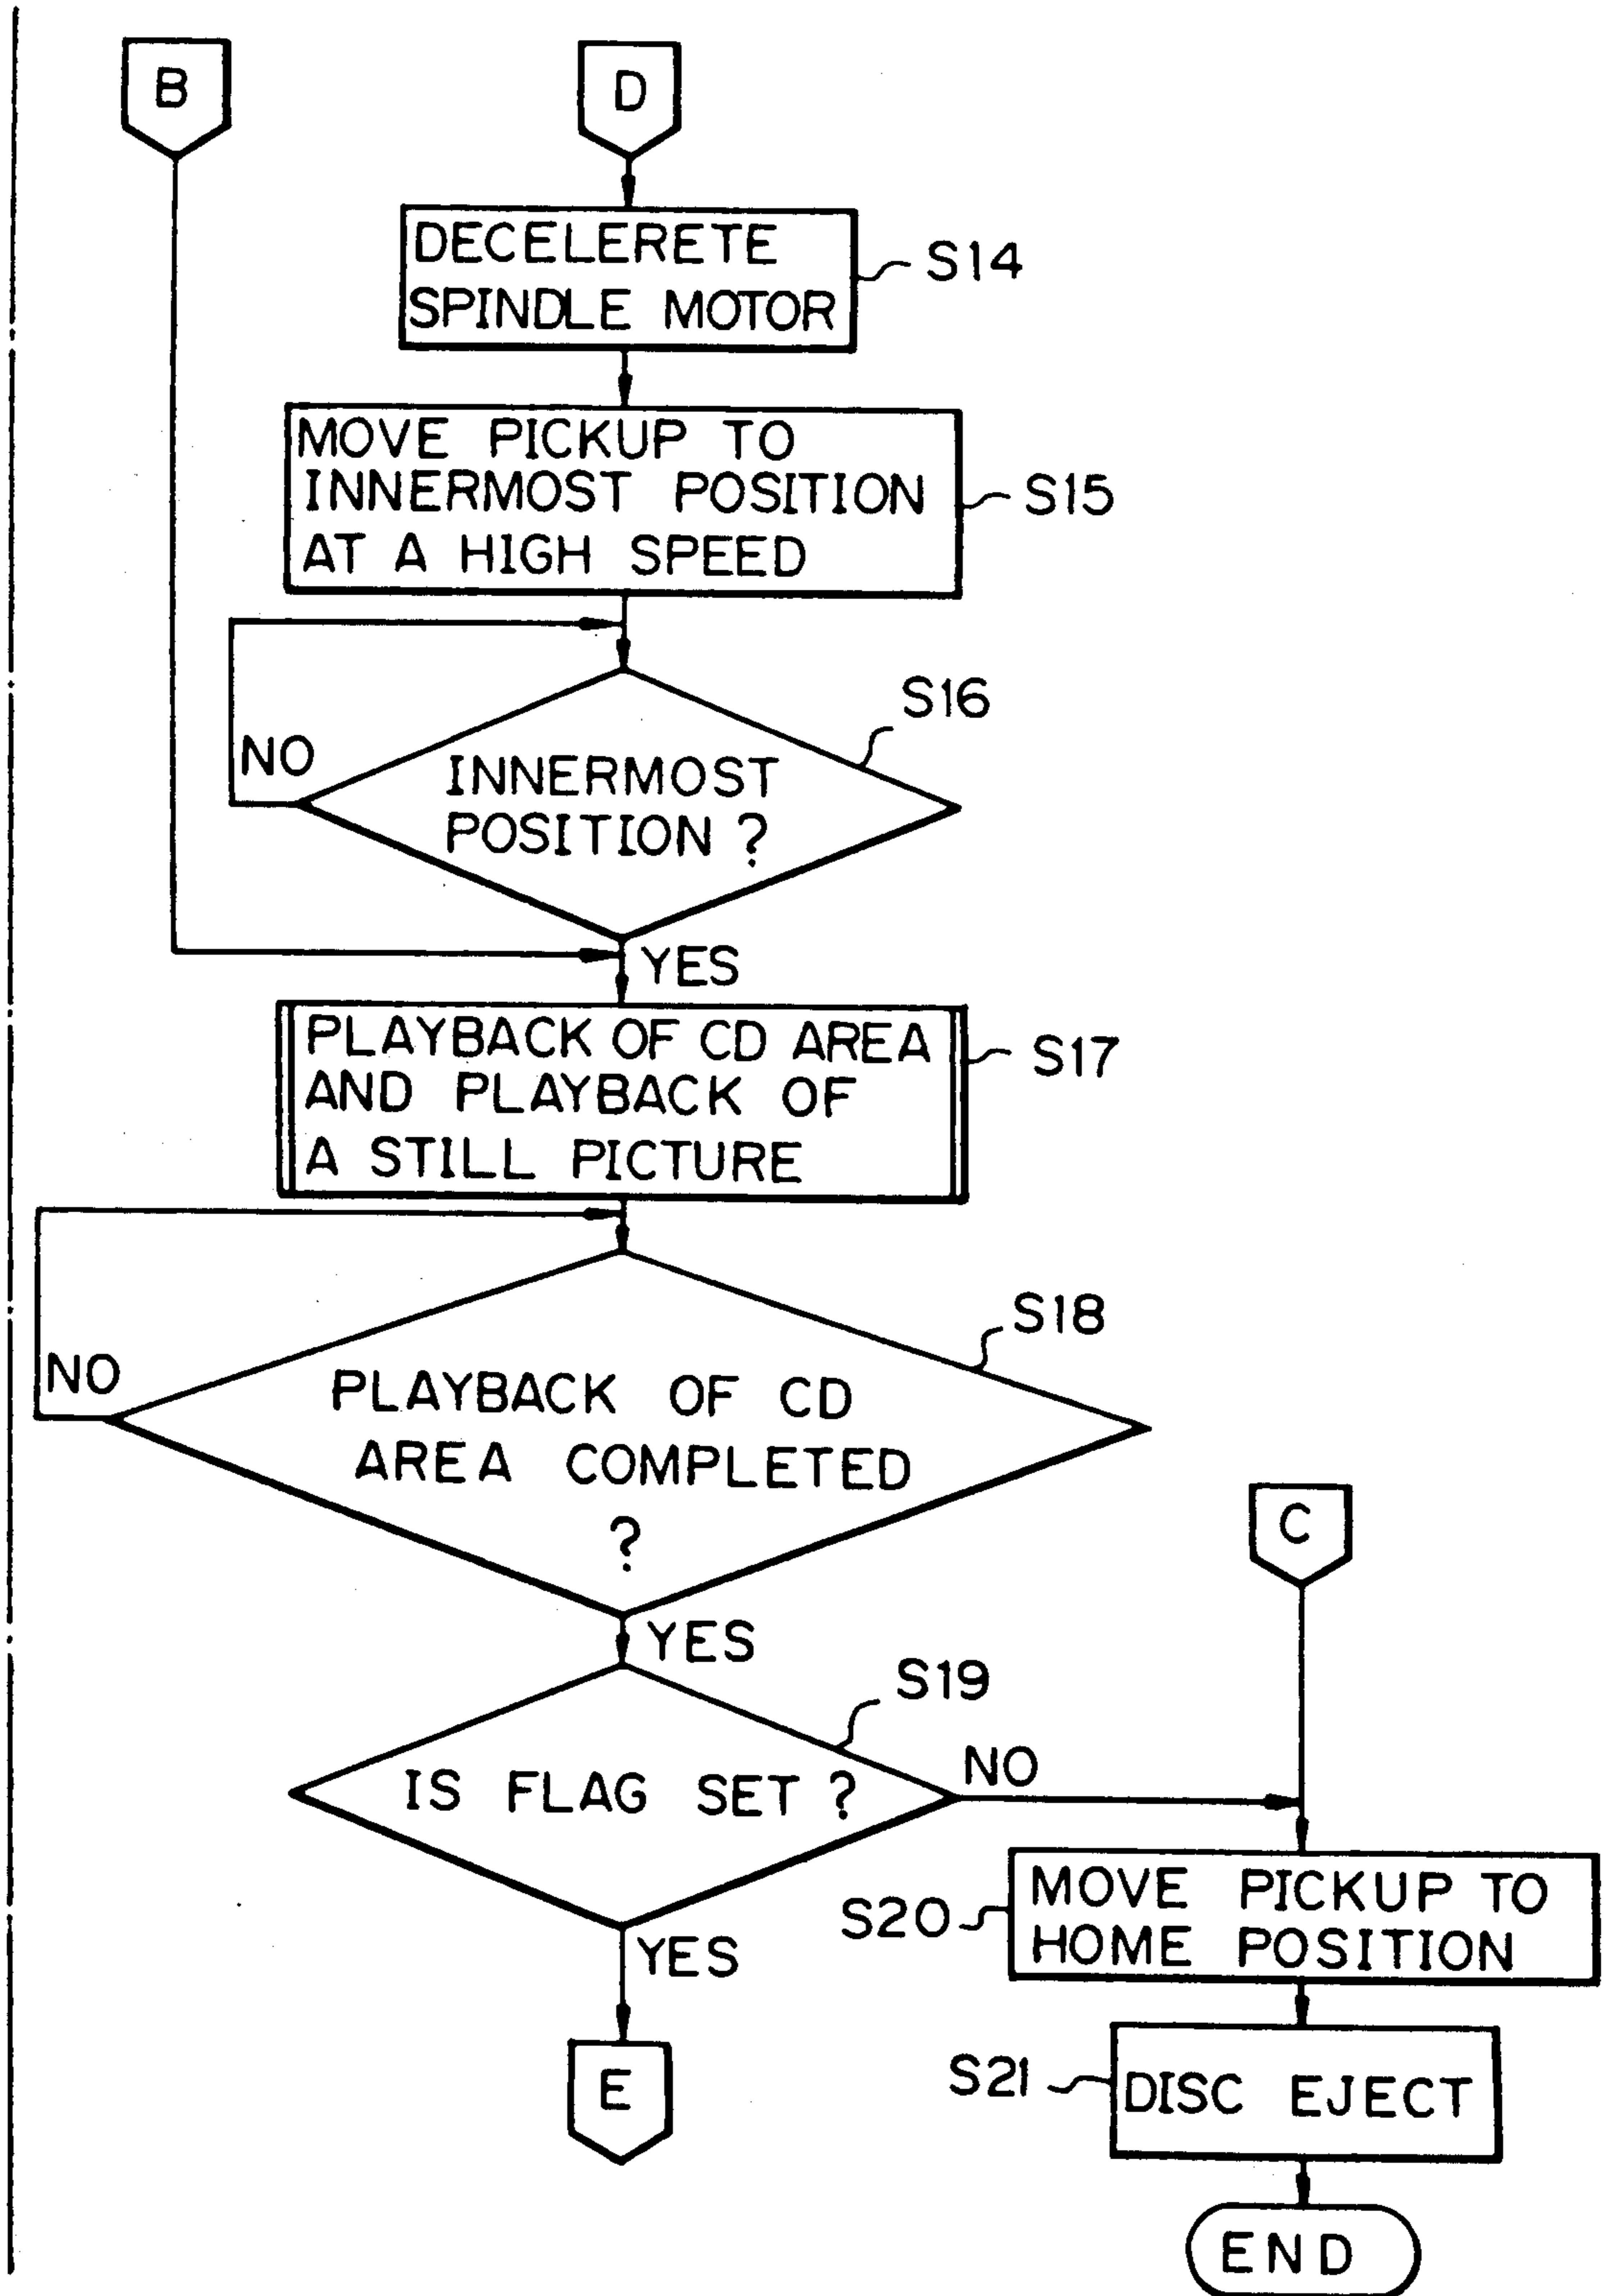 B
D
DECELERETE
SPINDLE MOTOR
S14
MOVE PICKUP TO
INNERMOST POSITION
AT A HIGH SPEED
S15
S16
NO
INNERMOST
POSITION ?
YES
PLAYBACK OF CD AREA
AND PLAYBACK OF
A STILL PICTURE
S17
S18
NO
PLAYBACK OF CD
AREA COMPLETED
?
C
YES
S19
NO
IS FLAG SET ?
S20
MOVE PICKUP TO
HOME POSITION
YES
E
S21
DISC EJECT
END